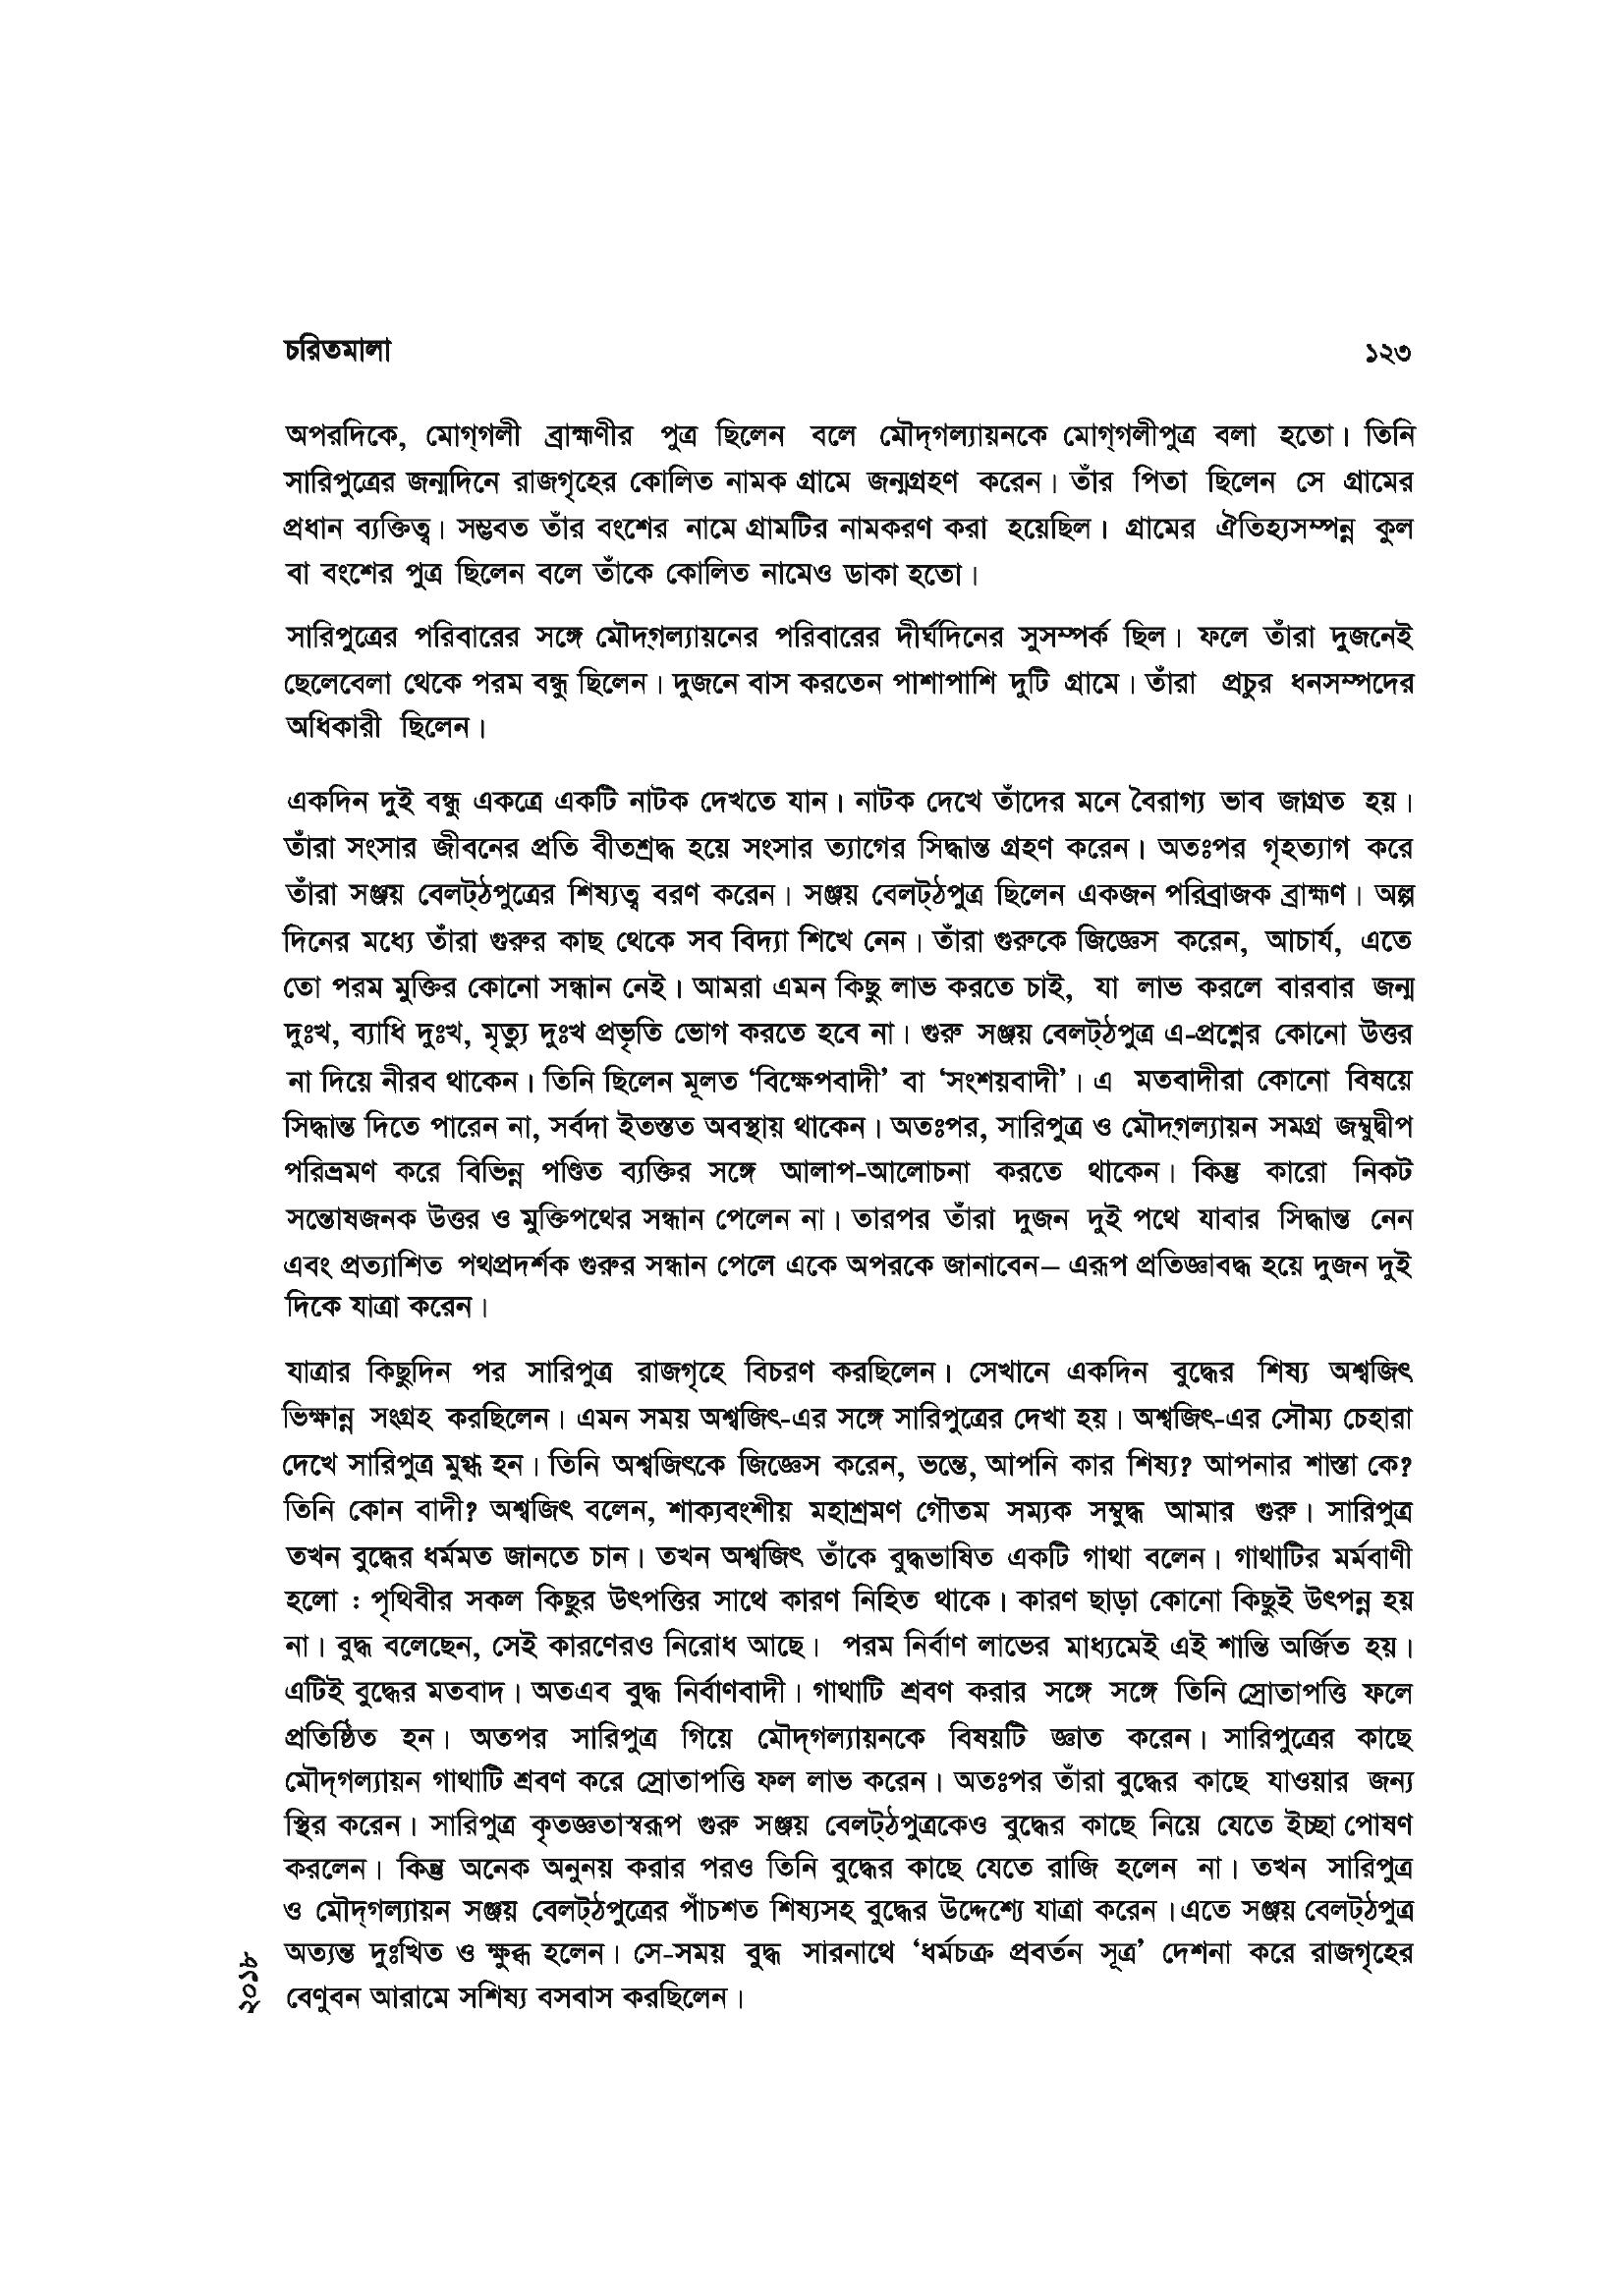 চরিতমালা ১২৩
অপরদিকে, মোগ্‌গলী ব্রাহ্মণীর পুত্র ছিলেন বলে মৌদ্‌গল্যায়নকে মোগ্‌গলীপুত্র বলা হতো। তিনি
সারিপুত্রের জন্মদিনে রাজগৃহের কোলিত নামক গ্রামে জন্মগ্রহণ করেন। তাঁর পিতা ছিলেন সে গ্রামের
প্রধান ব্যক্তিত্ব। সম্ভবত তাঁর বংশের নামে গ্রামটির নামকরণ করা হয়েছিল। গ্রামের ঐতিহ্যসম্পন্ন কুল
বা বংশের পুত্র ছিলেন বলে তাঁকে কোলিত নামেও ডাকা হতো।
সারিপুত্রের পরিবারের সঙ্গে মৌদ্‌গল্যায়নের পরিবারের দীর্ঘদিনের সুসম্পর্ক ছিল। ফলে তাঁরা দুজনেই
ছেলেবেলা থেকে পরম বন্ধু ছিলেন। দুজনে বাস করতেন পাশাপাশি দুটি গ্রামে। তাঁরা প্রচুর ধনসম্পদের
অধিকারী ছিলেন।
একদিন দুই বন্ধু একত্রে একটি নাটক দেখতে যান। নাটক দেখে তাঁদের মনে বৈরাগ্য ভাব জাগ্রত হয়।
তাঁরা সংসার জীবনের প্রতি বীতশ্রদ্ধ হয়ে সংসার ত্যাগের সিদ্ধান্ত গ্রহণ করেন। অতঃপর গৃহত্যাগ করে
তাঁরা সঞ্জয় বেলট্‌ঠপুত্রের শিষ্যত্ব বরণ করেন। সঞ্জয় বেলট্‌ঠপুত্র ছিলেন একজন পরিব্রাজক ব্রাহ্মণ। অল্প
দিনের মধ্যে তাঁরা গুরুর কাছ থেকে সব বিদ্যা শিখে নেন। তাঁরা গুরুকে জিজ্ঞেস করেন, আচার্য, এতে
তো পরম মুক্তির কোনো সন্ধান নেই। আমরা এমন কিছু লাভ করতে চাই, যা লাভ করলে বারবার জন্ম
দুঃখ, ব্যাধি দুঃখ, মৃত্যু দুঃখ প্রভৃতি ভোগ করতে হবে না। গুরু সঞ্জয় বেলট্‌ঠপুত্র এ-প্রশ্নের কোনো উত্তর
না দিয়ে নীরব থাকেন। তিনি ছিলেন মূলত ‘বিক্ষেপবাদী’ বা ‘সংশয়বাদী’। এ মতবাদীরা কোনো বিষয়ে
সিদ্ধান্ত দিতে পারেন না, সর্বদা ইতস্তত অবস্থায় থাকেন। অতঃপর, সারিপুত্র ও মৌদ্‌গল্যায়ন সমগ্র জম্বুদ্বীপ
পরিভ্রমণ করে বিভিন্ন পণ্ডিত ব্যক্তির সঙ্গে আলাপ-আলোচনা করতে থাকেন। কিন্তু কারো নিকট
সন্তোষজনক উত্তর ও মুক্তিপথের সন্ধান পেলেন না। তারপর তাঁরা দুজন দুই পথে যাবার সিদ্ধান্ত নেন
এবং প্রত্যাশিত পথপ্রদর্শক গুরুর সন্ধান পেলে একে অপরকে জানাবেন– এরূপ প্রতিজ্ঞাবদ্ধ হয়ে দুজন দুই
দিকে যাত্রা করেন।
যাত্রার কিছুদিন পর সারিপুত্র রাজগৃহে বিচরণ করছিলেন। সেখানে একদিন বুদ্ধের শিষ্য অশ্বজিৎ
ভিক্ষান্ন সংগ্রহ করছিলেন। এমন সময় অশ্বজিৎ-এর সঙ্গে সারিপুত্রের দেখা হয়। অশ্বজিৎ-এর সৌম্য চেহারা
দেখে সারিপুত্র মুগ্ধ হন। তিনি অশ্বজিৎকে জিজ্ঞেস করেন, ভন্তে, আপনি কার শিষ্য? আপনার শাস্তা কে?
তিনি কোন বাদী? অশ্বজিৎ বলেন, শাক্যবংশীয় মহাশ্রমণ গৌতম সম্যক সম্বুদ্ধ আমার গুরু। সারিপুত্র
তখন বুদ্ধের ধর্মমত জানতে চান। তখন অশ্বজিৎ তাঁকে বুদ্ধভাষিত একটি গাথা বলেন। গাথাটির মর্মবাণী
হলো : পৃথিবীর সকল কিছুর উৎপত্তির সাথে কারণ নিহিত থাকে। কারণ ছাড়া কোনো কিছুই উৎপন্ন হয়
না। বুদ্ধ বলেছেন, সেই কারণেরও নিরোধ আছে। পরম নির্বাণ লাভের মাধ্যমেই এই শান্তি অর্জিত হয়।
এটিই বুদ্ধের মতবাদ। অতএব বুদ্ধ নির্বাণবাদী। গাথাটি শ্রবণ করার সঙ্গে সঙ্গে তিনি স্রোতাপত্তি ফলে
প্রতিষ্ঠিত হন। অতপর সারিপুত্র গিয়ে মৌদ্‌গল্যায়নকে বিষয়টি জ্ঞাত করেন। সারিপুত্রের কাছে
মৌদ্‌গল্যায়ন গাথাটি শ্রবণ করে স্রোতাপত্তি ফল লাভ করেন। অতঃপর তাঁরা বুদ্ধের কাছে যাওয়ার জন্য
স্থির করেন। সারিপুত্র কৃতজ্ঞতাস্বরূপ গুরু সঞ্জয় বেলট্‌ঠপুত্রকেও বুদ্ধের কাছে নিয়ে যেতে ইচ্ছা পোষণ
করলেন। কিন্তু অনেক অনুনয় করার পরও তিনি বুদ্ধের কাছে যেতে রাজি হলেন না। তখন সারিপুত্র
ও মৌদ্‌গল্যায়ন সঞ্জয় বেলট্‌ঠপুত্রের পাঁচশত শিষ্যসহ বুদ্ধের উদ্দেশ্যে যাত্রা করেন।এতে সঞ্জয় বেলট্‌ঠপুত্র
অত্যন্ত দুঃখিত ও ক্ষুব্ধ হলেন। সে-সময় বুদ্ধ সারনাথে ‘ধর্মচক্র প্রবর্তন সূত্র’ দেশনা করে রাজগৃহের
বেণুবন আরামে সশিষ্য বসবাস করছিলেন।
২০১৮